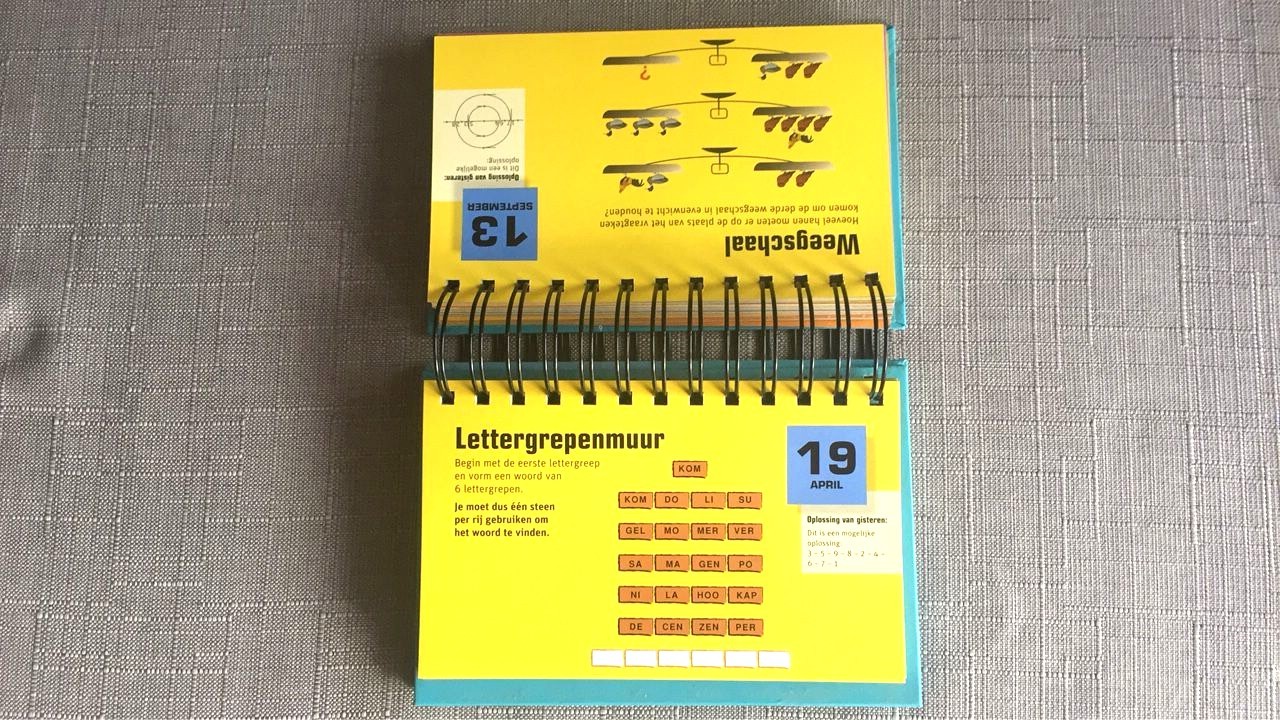 Weegschaal
Hoeveel hanen moeten er op de plaats van het vraagteken
komen om de derde weegschaal in evenwicht te houden?
?
13
SEPTEMBER
Oplossing van gisteren:
Dit is een mogelijke
oplossing:
Lettergrepenmuur
Begin met de eerste lettergreep
en vorm een woord van
6 lettergrepen.
Je moet dus één steen
per rij gebruiken om
het woord te vinden.
KOM
KOM DO LI SU
GEL MO MER VER
SA MA GEN PO
NI LA HOO KAP
DE CEN ZEN PER
19
APRIL
Oplossing van gisteren:
Dit is een mogelijke
oplossing
3 - 5 - 9 - 8 - 2 - 4 -
6 - 7 - 1